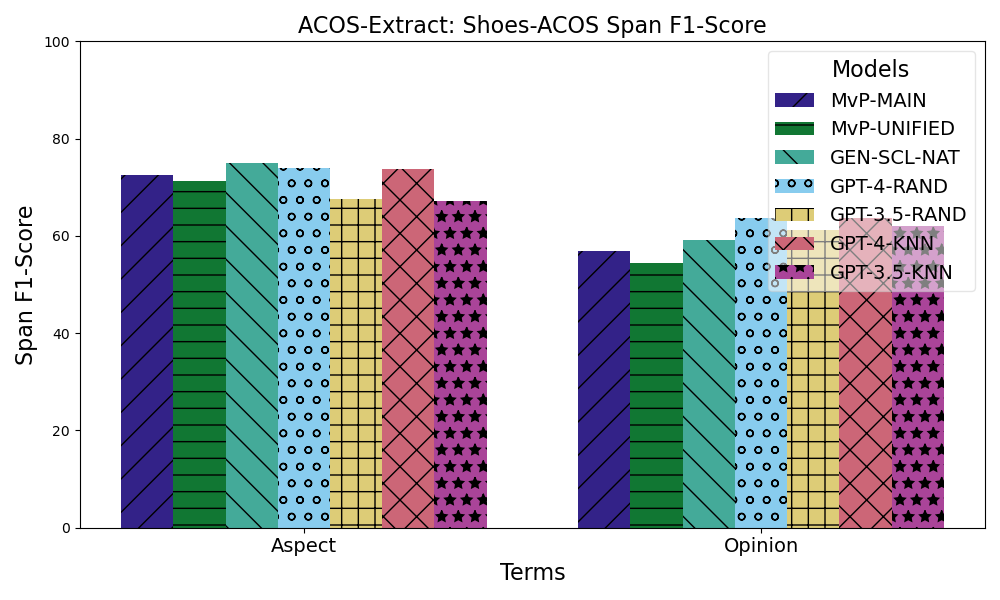 ACOS-Extract: Shoes-ACOS Span F1-Score
Span F1-Score
100
80
60
40
20
0
Models
MvP-MAIN
MvP-UNIFIED
GEN-SCL-NAT
GPT-4-RAND
GPT-3.5-RAND
GPT-4-KNN
GPT-3.5-KNN
Aspect
Opinion
Terms